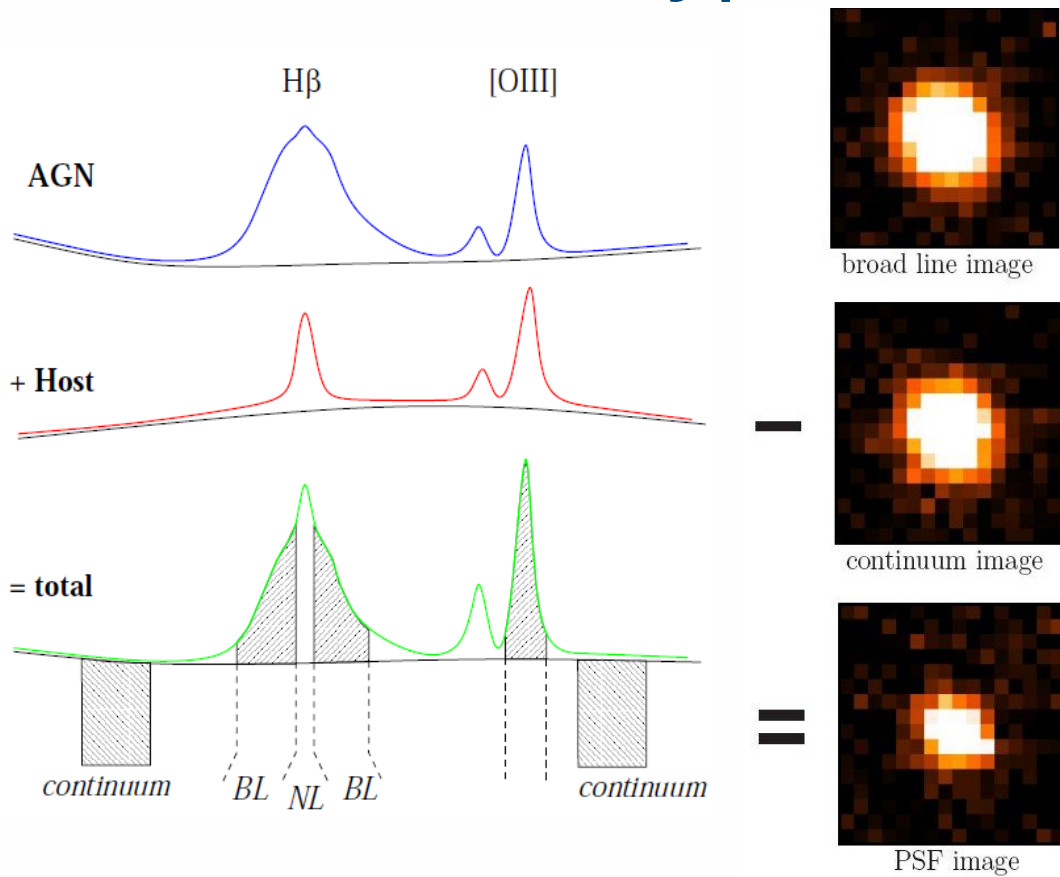 Hβ
[OIII]
AGN
+ Host
= total
continuum
BL
NL
BL
continuum
broad line image
−
continuum image
=
PSF image